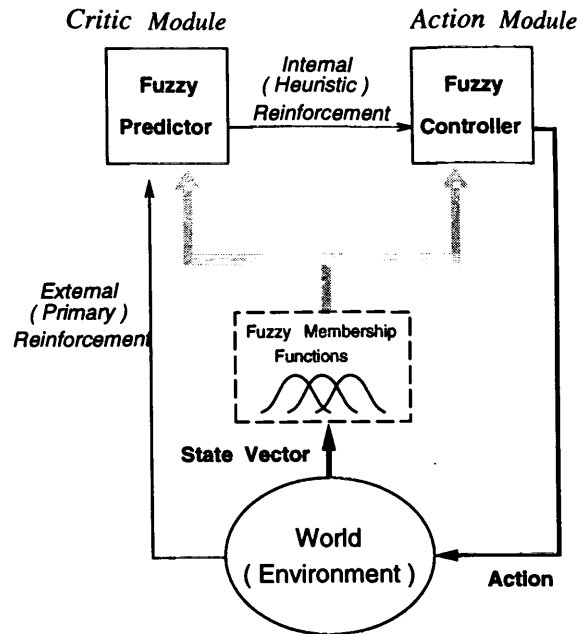 Critic Module
Action Module
Fuzzy
Predictor
Internal
( Heuristic )
Reinforcement
Fuzzy
Controller
External
( Primary )
Reinforcement
Fuzzy Membership
Functions
State Vector
World
( Environment )
Action